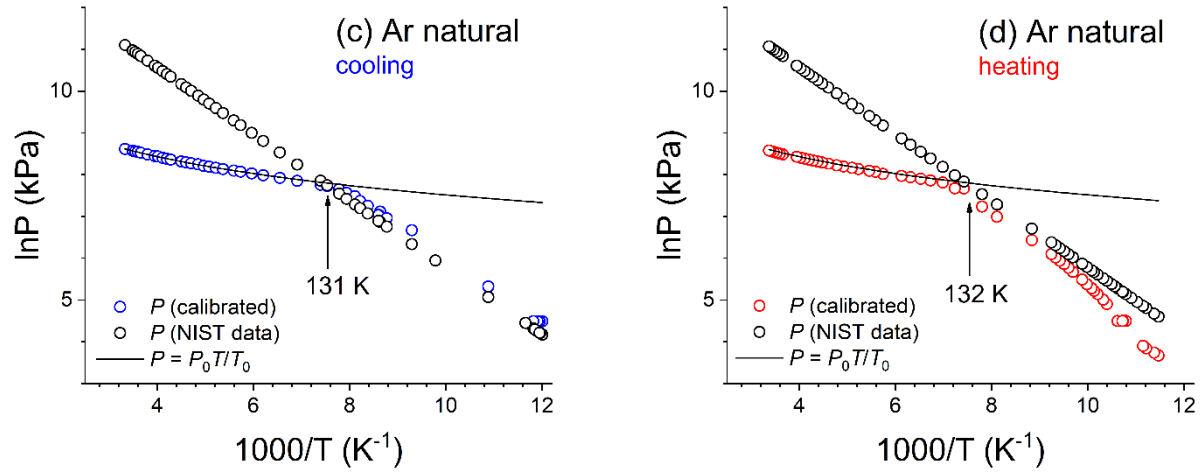 (c) Ar natural
cooling
10
lnP (kPa)
5
131 K
P (calibrated)
P (NIST data)
P = P₀T/T₀
4 6 8 10 12
1000/T (K⁻¹)
(d) Ar natural
heating
10
lnP (kPa)
5
132 K
P (calibrated)
P (NIST data)
P = P₀T/T₀
4 6 8 10 12
1000/T (K⁻¹)